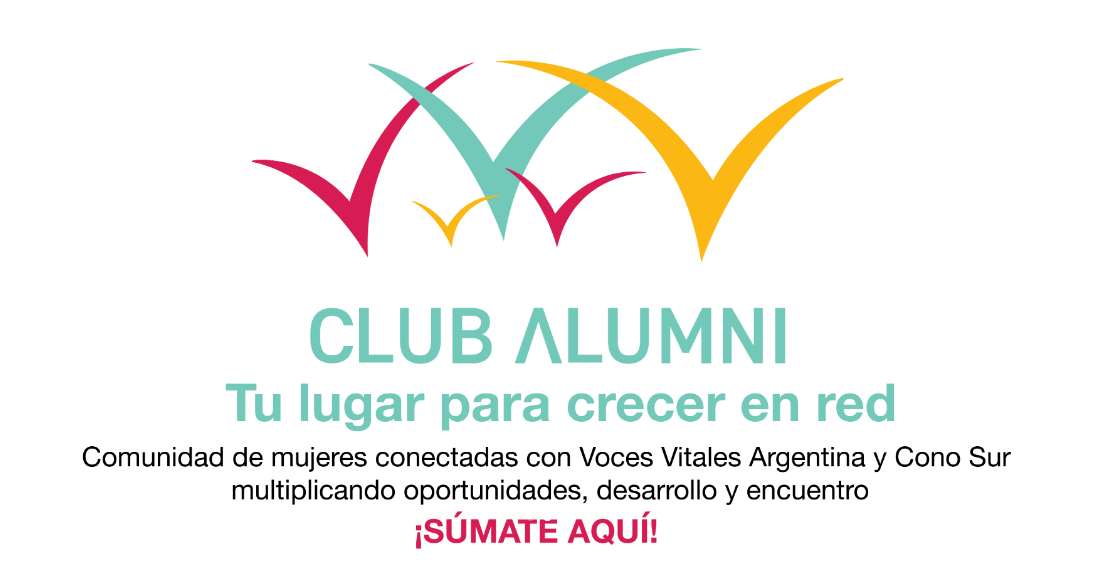 CLUB ALUMNI
Tu lugar para crecer en red
Comunidad de mujeres conectadas con Voces Vitales Argentina y Cono Sur
multiplicando oportunidades, desarrollo y encuentro
¡SÚMATE AQUÍ!